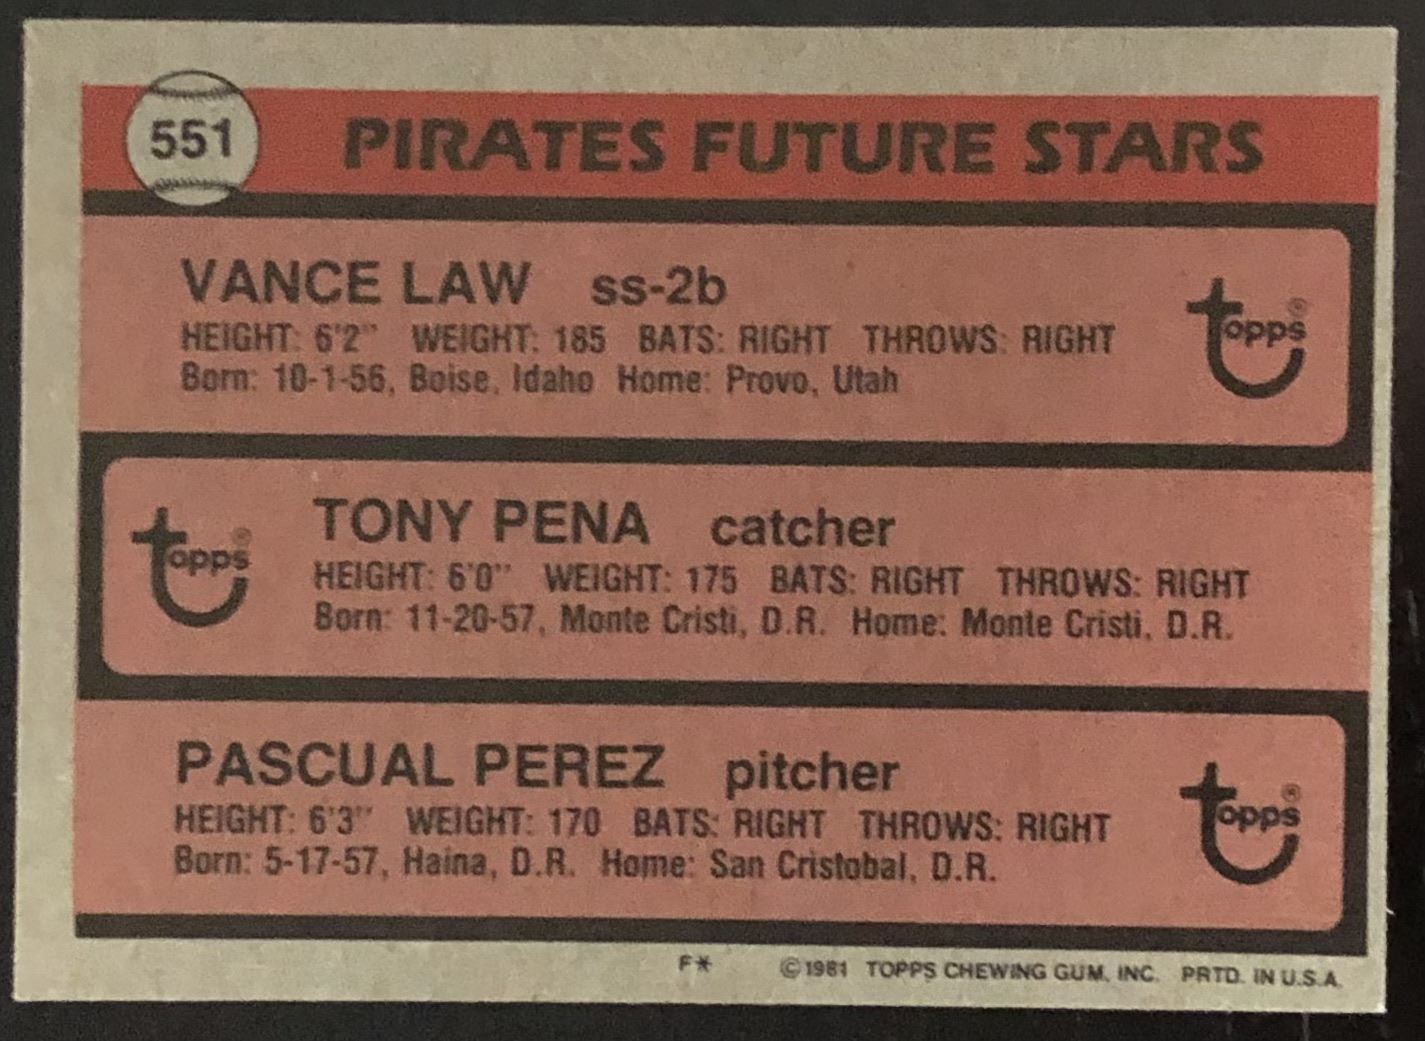 551 PIRATES FUTURE STARS
VANCE LAW ss-2b
HEIGHT: 6'2" WEIGHT: 185 BATS: RIGHT THROWS: RIGHT
Born: 10-1-56, Boise, Idaho Home: Provo, Utah
topps®
TONY PENA catcher
HEIGHT: 6'0" WEIGHT: 175 BATS: RIGHT THROWS: RIGHT
Born: 11-20-57, Monte Cristi, D.R. Home: Monte Cristi, D.R.
topps®
PASCUAL PEREZ pitcher
HEIGHT: 6'3" WEIGHT: 170 BATS: RIGHT THROWS: RIGHT
Born: 5-17-57, Haina, D.R. Home: San Cristobal, D.R.
topps®
F* ©1981 TOPPS CHEWING GUM, INC. PRTD. IN U.S.A.